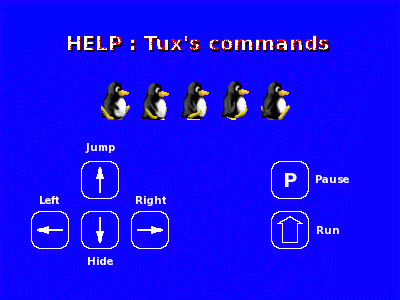 HELP : Tux's commands
Jump
P Pause
Left Right
Run
Hide